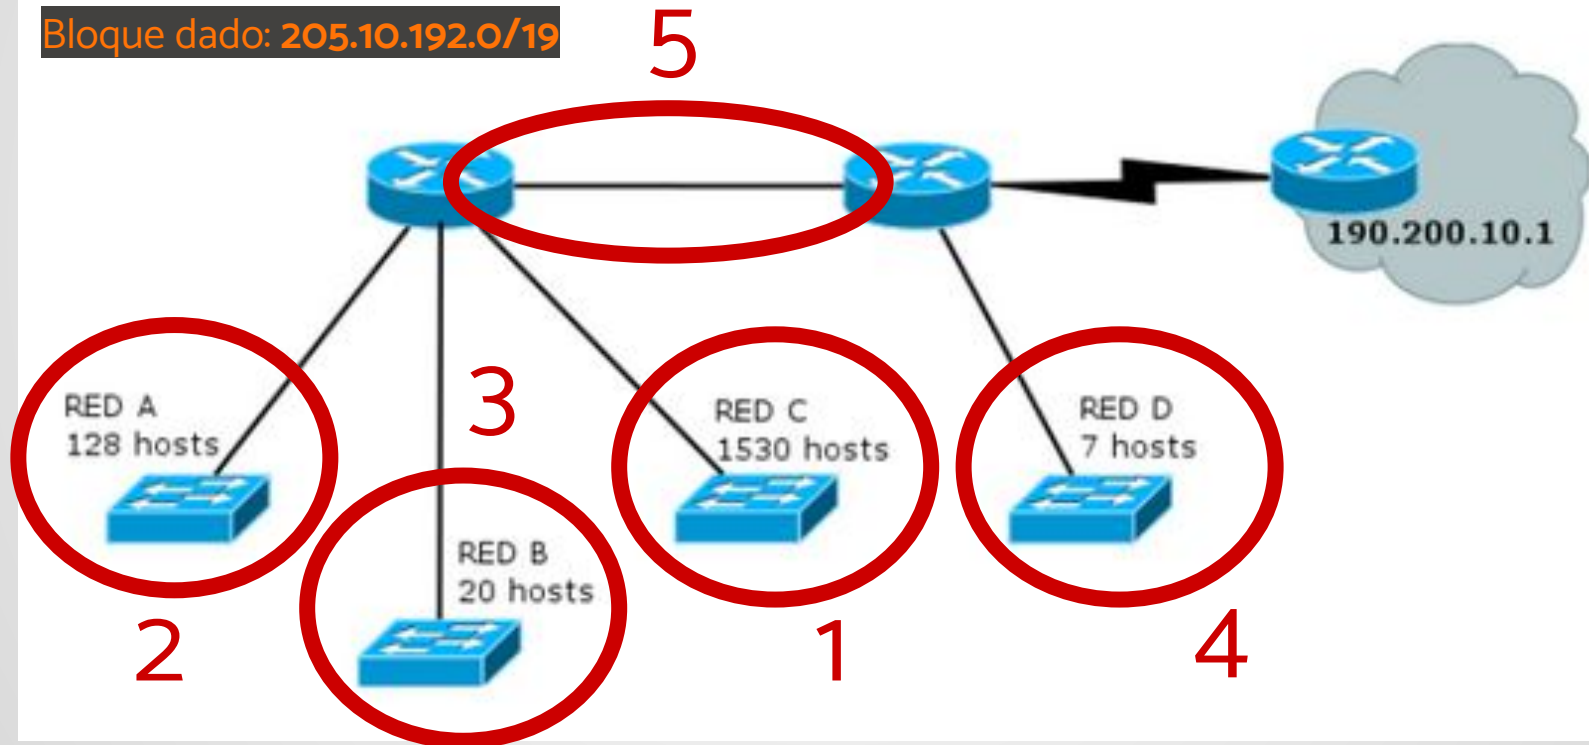 Bloque dado: 205.10.192.0/19
5
190.200.10.1
RED A
128 hosts
3
RED C
1530 hosts
RED D
7 hosts
RED B
20 hosts
2
1
4